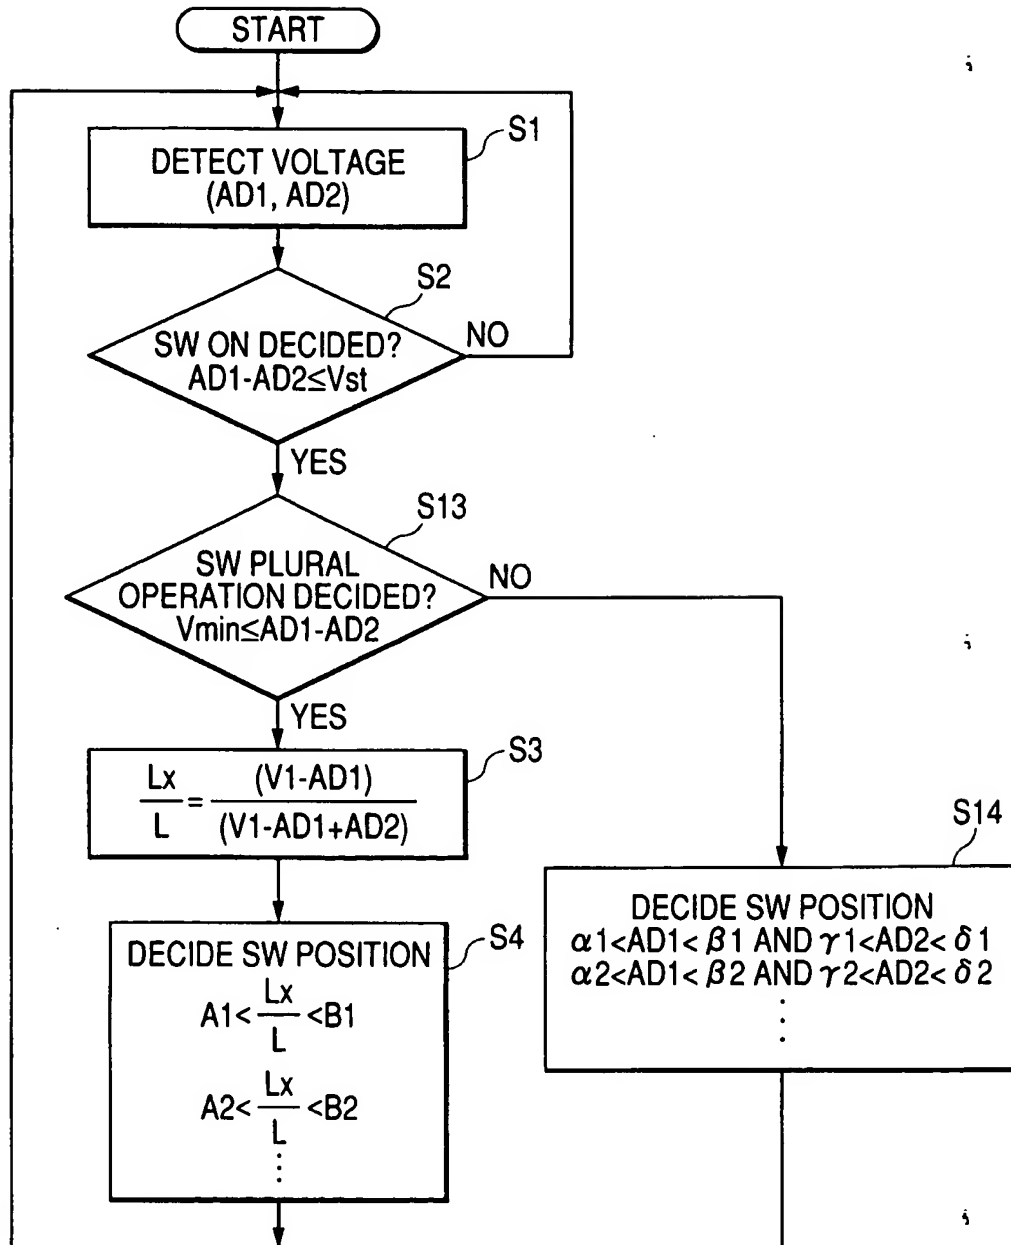 START
S1
DETECT VOLTAGE
(AD1, AD2)
S2
SW ON DECIDED?
AD1-AD2≤Vst
NO
YES
S13
SW PLURAL
OPERATION DECIDED?
Vmin≤AD1-AD2
NO
YES
S3
Lx/L = (V1-AD1)/(V1-AD1+AD2)
S14
DECIDE SW POSITION
α1<AD1<β1 AND γ1<AD2<δ1
α2<AD1<β2 AND γ2<AD2<δ2
⋮
S4
DECIDE SW POSITION
A1< Lx/L <B1
A2< Lx/L <B2
⋮